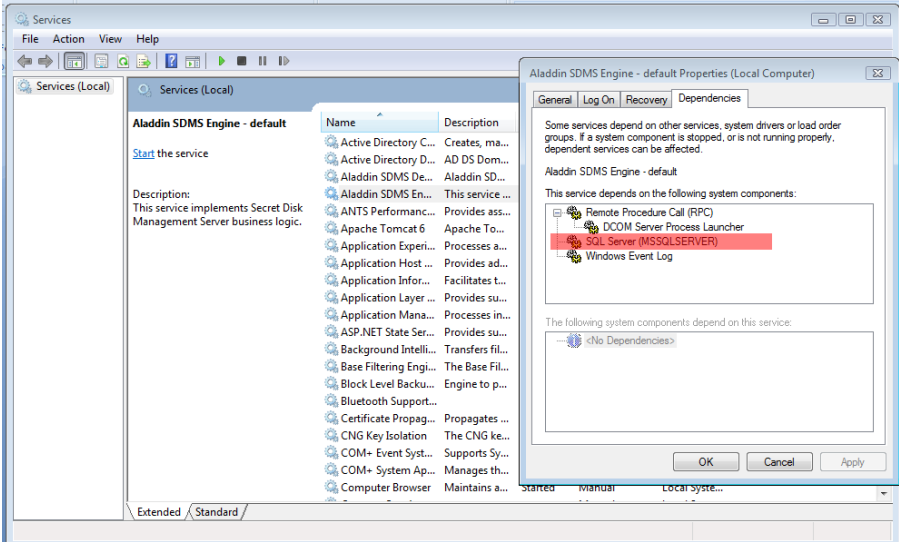 Services
File Action View Help
Services (Local)
Services (Local)
Aladdin SDMS Engine - default
Start the service
Description:
This service implements Secret Disk
Management Server business logic.
Name Description
Active Directory C... Creates, ma...
Active Directory D... AD DS Dom...
Aladdin SDMS De... Aladdin SD...
Aladdin SDMS En... This service ...
ANTS Performanc... Provides ass...
Apache Tomcat 6 Apache To...
Application Experi... Processes a...
Application Host ... Provides ad...
Application Infor... Facilitates t...
Application Layer ... Provides su...
Application Mana... Processes in...
ASP.NET State Ser... Provides su...
Background Intelli... Transfers fil...
Base Filtering Engi... The Base Fil...
Block Level Backu... Engine to p...
Bluetooth Support...
Certificate Propag... Propagates ...
CNG Key Isolation The CNG ke...
COM+ Event Syst... Supports Sy...
COM+ System Ap... Manages th...
Computer Browser Maintains a... Started Manual Local Syste...
Extended Standard
Aladdin SDMS Engine - default Properties (Local Computer)
General Log On Recovery Dependencies
Some services depend on other services, system drivers or load order
groups. If a system component is stopped, or is not running properly,
dependent services can be affected.
Aladdin SDMS Engine - default
This service depends on the following system components:
Remote Procedure Call (RPC)
DCOM Server Process Launcher
SQL Server (MSSQLSERVER)
Windows Event Log
The following system components depend on this service:
<No Dependencies>
OK Cancel Apply